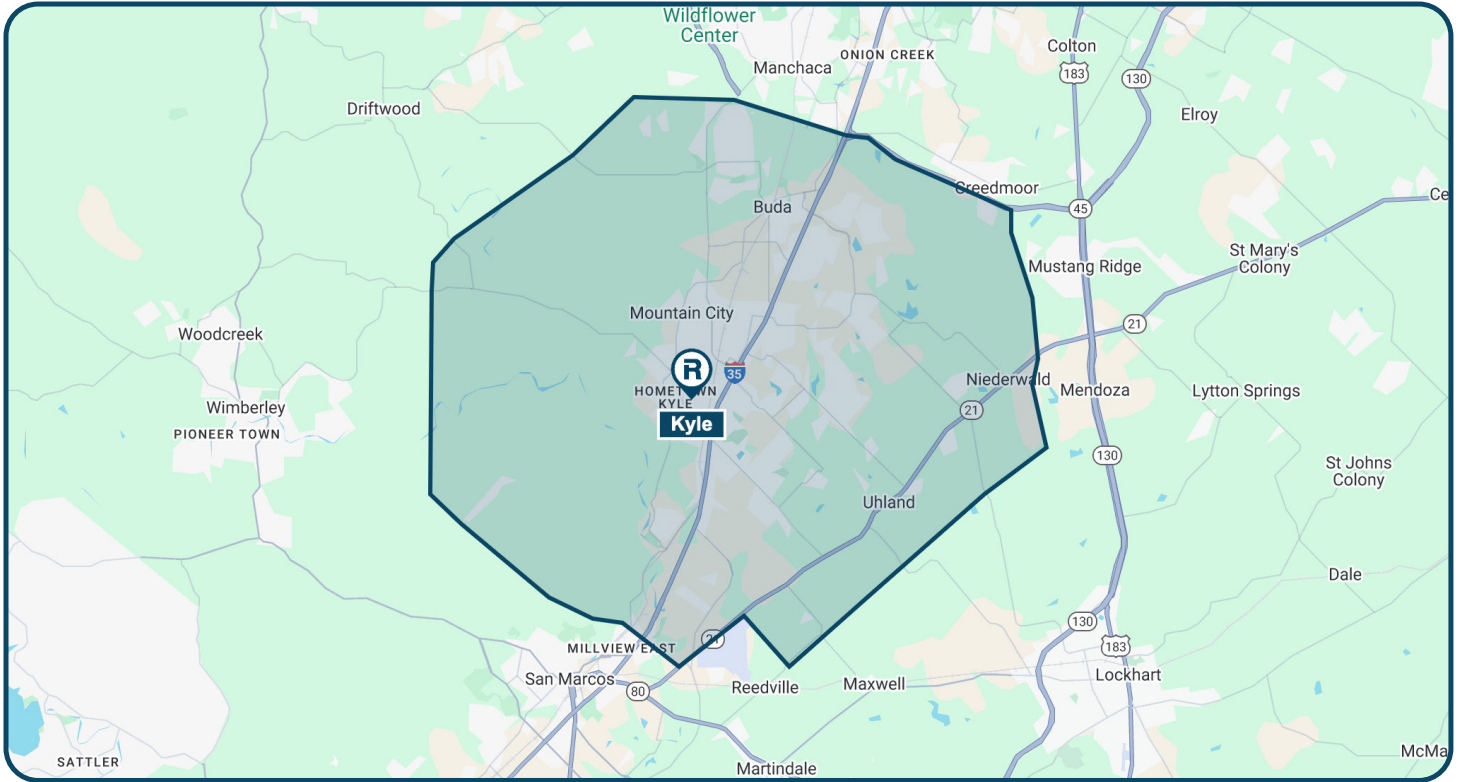 Wildflower
Center
Manchaca
ONION CREEK
Colton
183
130
Driftwood
Elroy
Creedmoor
Ce
Buda
45
St Mary's
Colony
Mustang Ridge
Mountain City
Woodcreek
21
R
35
HOMETOWN
KYLE
Kyle
Niederwald
Mendoza
Lytton Springs
Wimberley
21
PIONEER TOWN
130
St Johns
Colony
Uhland
Dale
130
21
MILLVIEW EAST
183
San Marcos
80
Reedville
Maxwell
Lockhart
McMa
SATTLER
Martindale